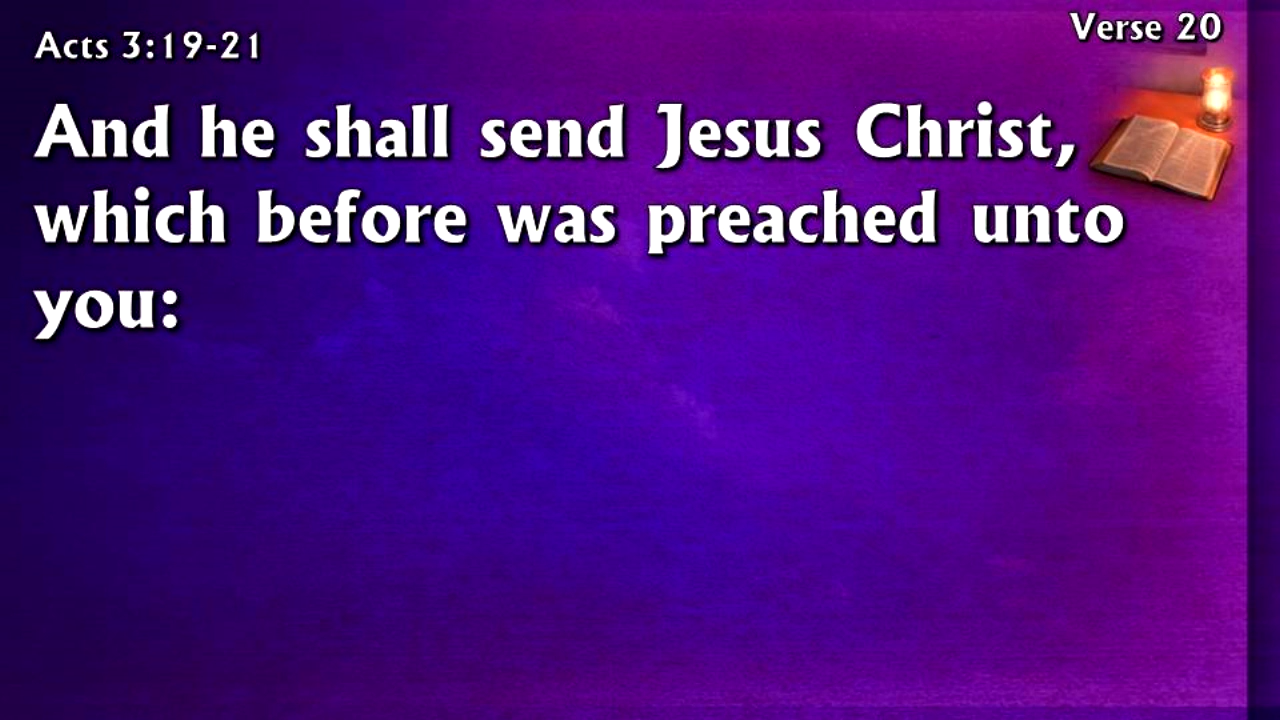 Acts 3:19-21
Verse 20
And he shall send Jesus Christ,
which before was preached unto
you: